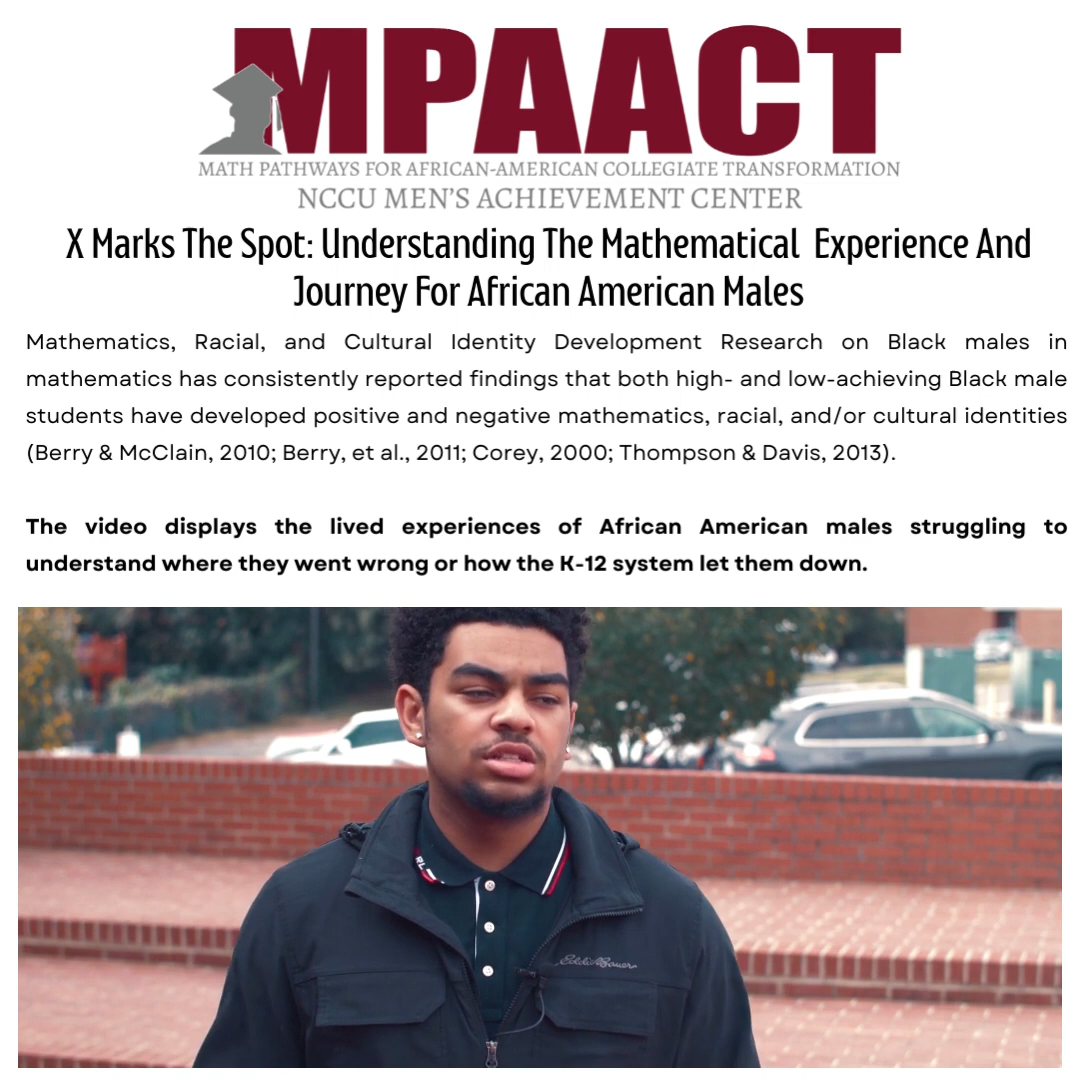 MPAACT
MATH PATHWAYS FOR AFRICAN-AMERICAN COLLEGIATE TRANSFORMATION
NCCU MEN'S ACHIEVEMENT CENTER
X Marks The Spot: Understanding The Mathematical Experience And
Journey For African American Males
Mathematics, Racial, and Cultural Identity Development Research on Black males in
mathematics has consistently reported findings that both high- and low-achieving Black male
students have developed positive and negative mathematics, racial, and/or cultural identities
(Berry & McClain, 2010; Berry, et al., 2011; Corey, 2000; Thompson & Davis, 2013).
The video displays the lived experiences of African American males struggling to
understand where they went wrong or how the K-12 system let them down.
RL
Eddie Bauer